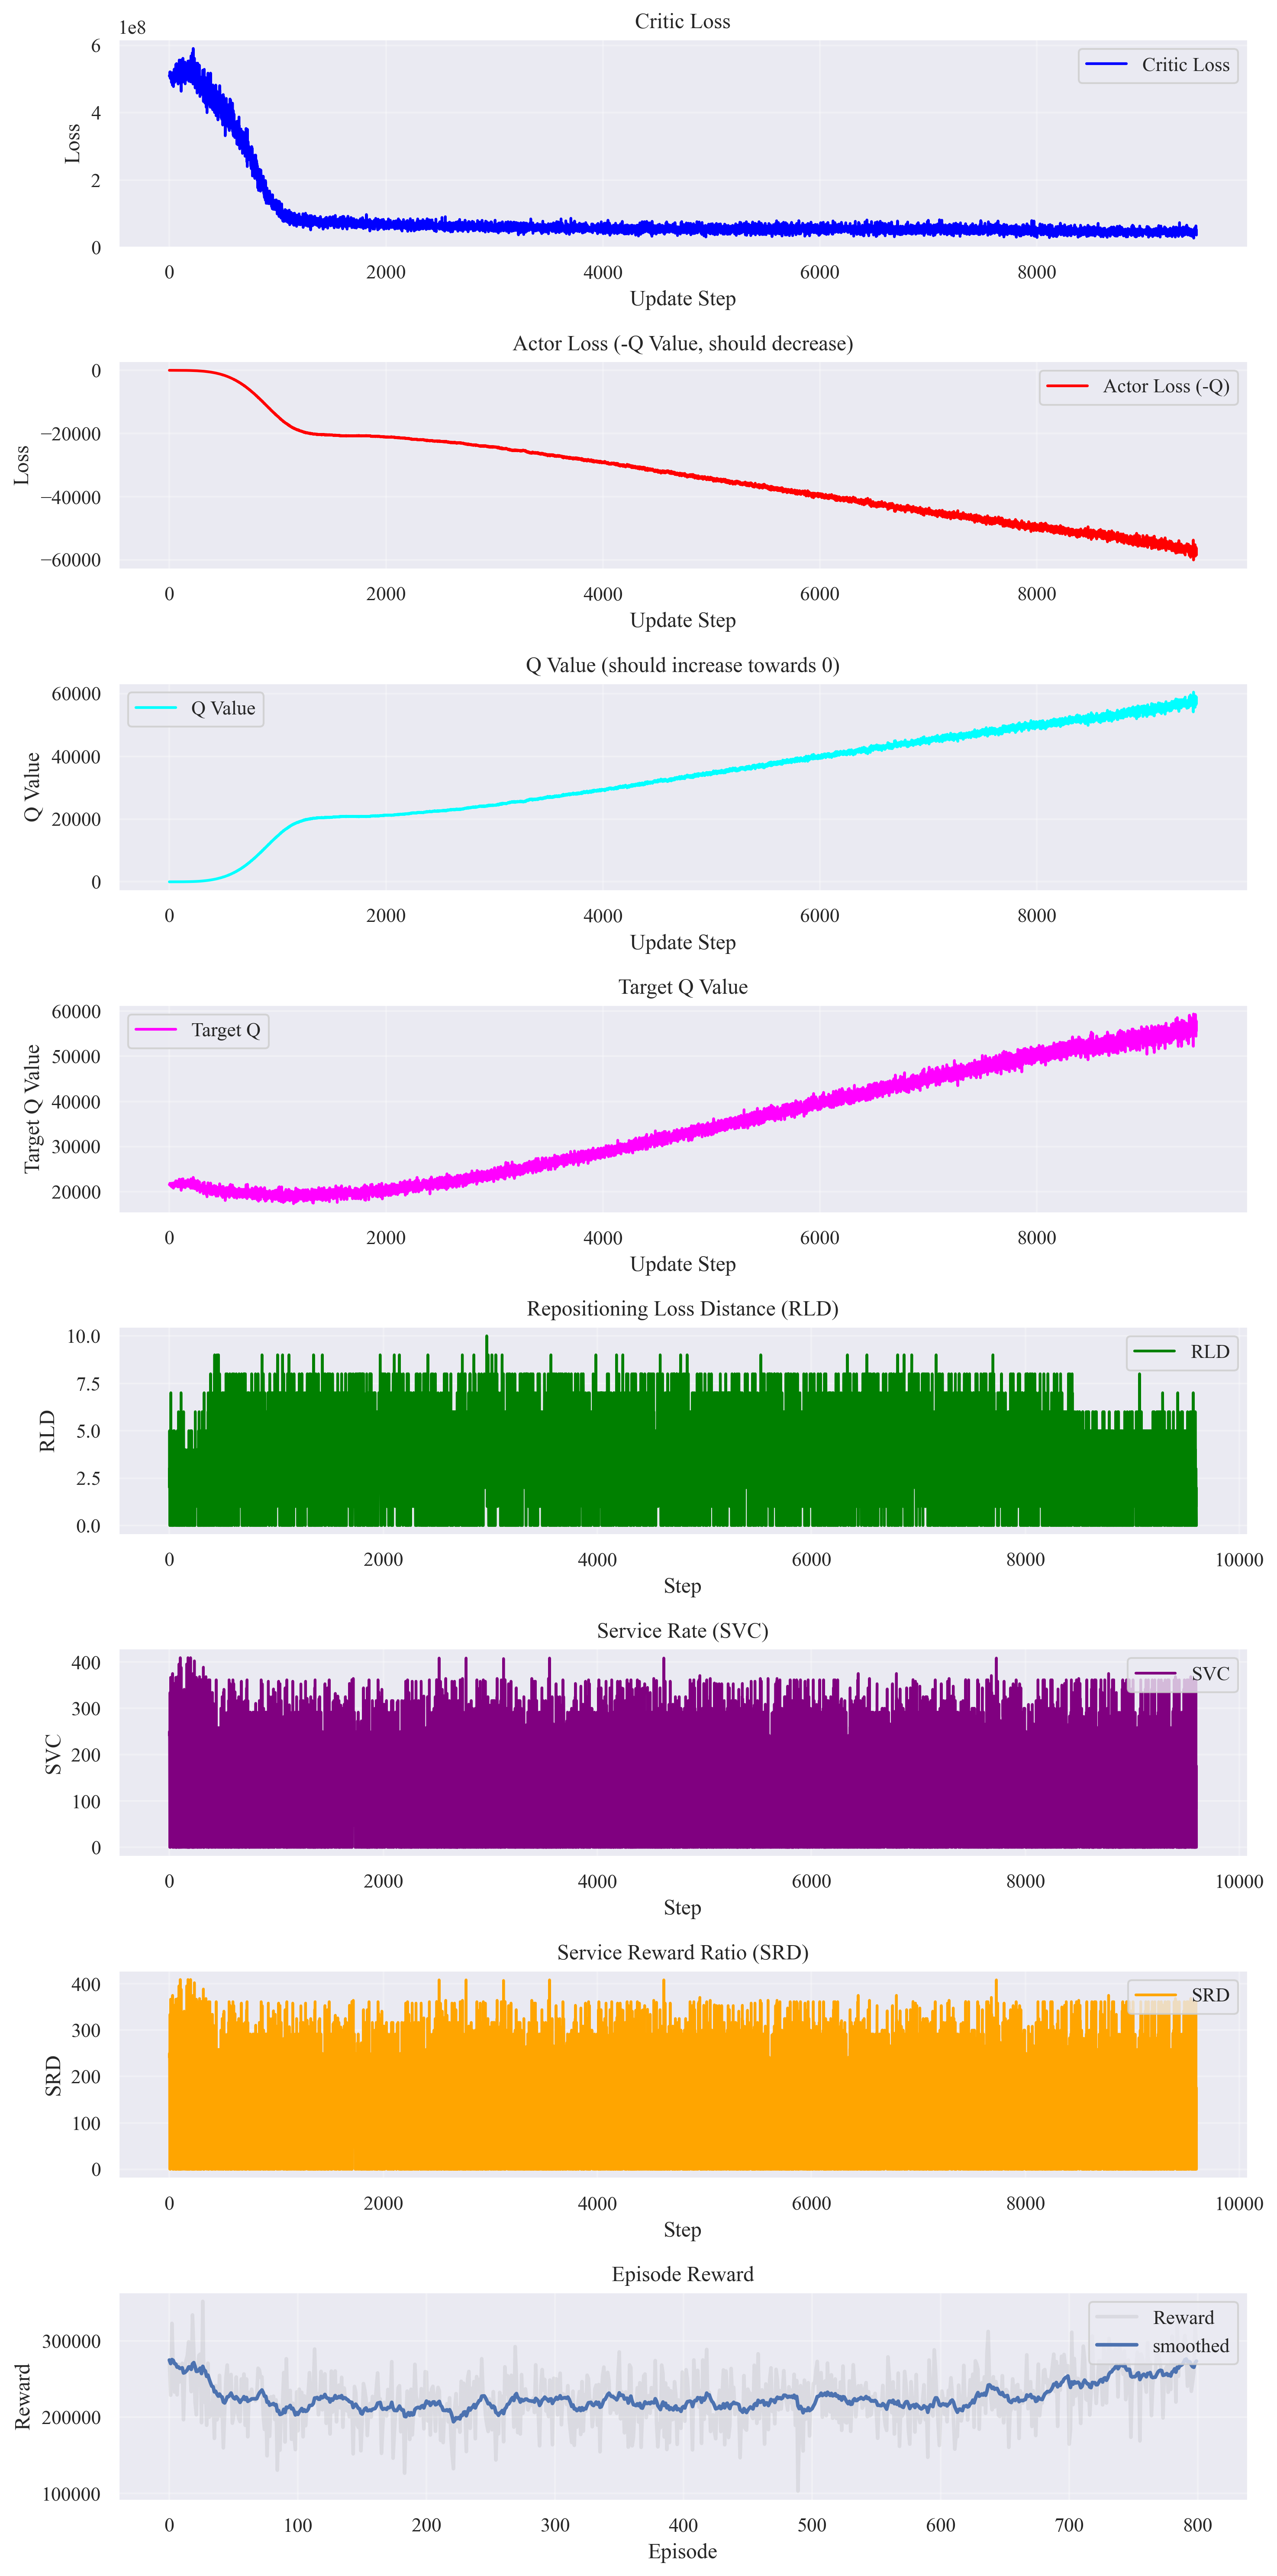 Critic Loss
1e8
6
4
2
0
Loss
Critic Loss
0 2000 4000 6000 8000
Update Step
Actor Loss (-Q Value, should decrease)
0
−20000
−40000
−60000
Loss
Actor Loss (-Q)
0 2000 4000 6000 8000
Update Step
Q Value (should increase towards 0)
60000
40000
20000
0
Q Value
Q Value
0 2000 4000 6000 8000
Update Step
Target Q Value
60000
50000
40000
30000
20000
Target Q Value
Target Q
0 2000 4000 6000 8000
Update Step
Repositioning Loss Distance (RLD)
10.0
7.5
5.0
2.5
0.0
RLD
RLD
0 2000 4000 6000 8000 10000
Step
Service Rate (SVC)
400
300
200
100
0
SVC
SVC
0 2000 4000 6000 8000 10000
Step
Service Reward Ratio (SRD)
400
300
200
100
0
SRD
SRD
0 2000 4000 6000 8000 10000
Step
Episode Reward
300000
200000
100000
Reward
Reward
smoothed
0 100 200 300 400 500 600 700 800
Episode